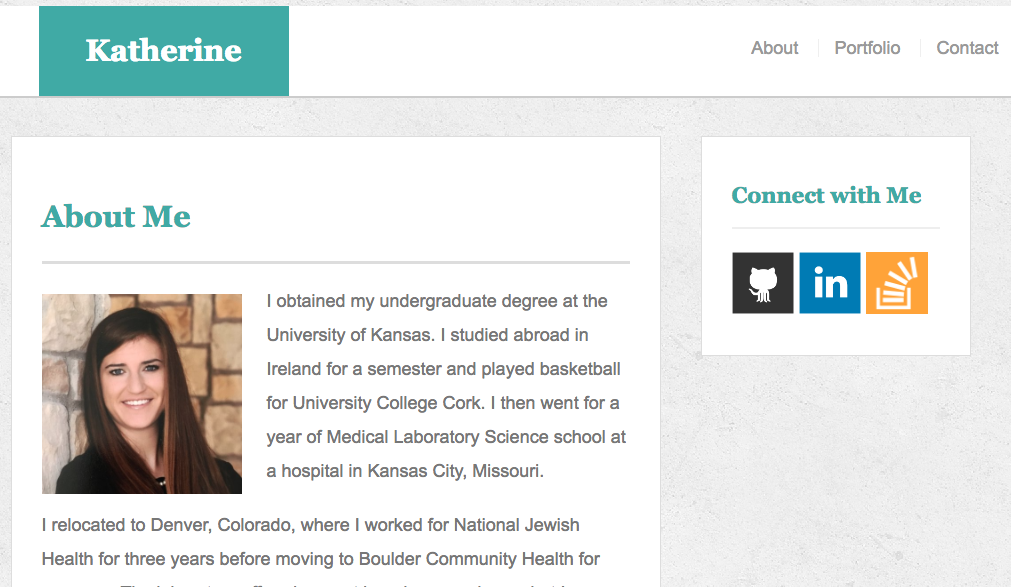 Katherine
About
Portfolio
Contact
About Me
I obtained my undergraduate degree at the
University of Kansas. I studied abroad in
Ireland for a semester and played basketball
for University College Cork. I then went for a
year of Medical Laboratory Science school at
a hospital in Kansas City, Missouri.
I relocated to Denver, Colorado, where I worked for National Jewish
Health for three years before moving to Boulder Community Health for
Connect with Me
in